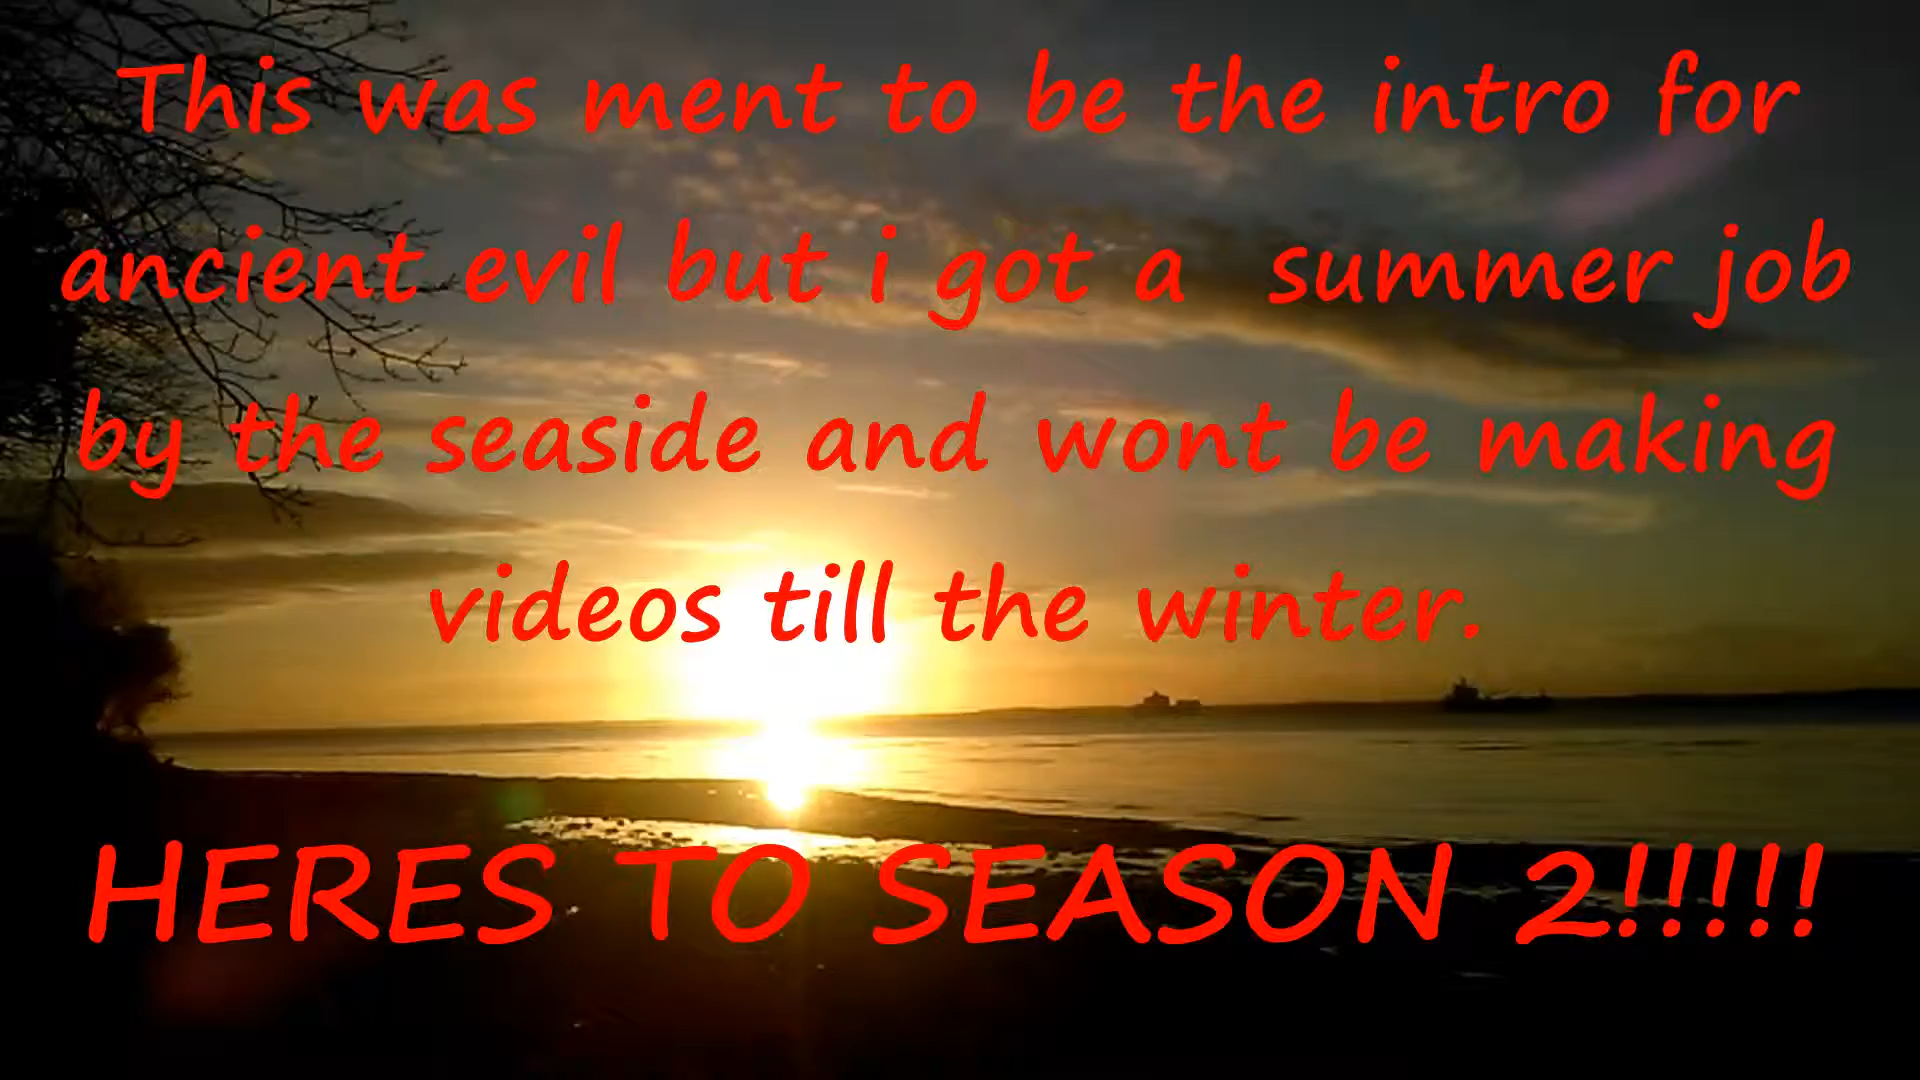 This was ment to be the intro for
ancient evil but i got a summer job
by the seaside and wont be making
videos till the winter.
HERES TO SEASON 2!!!!!